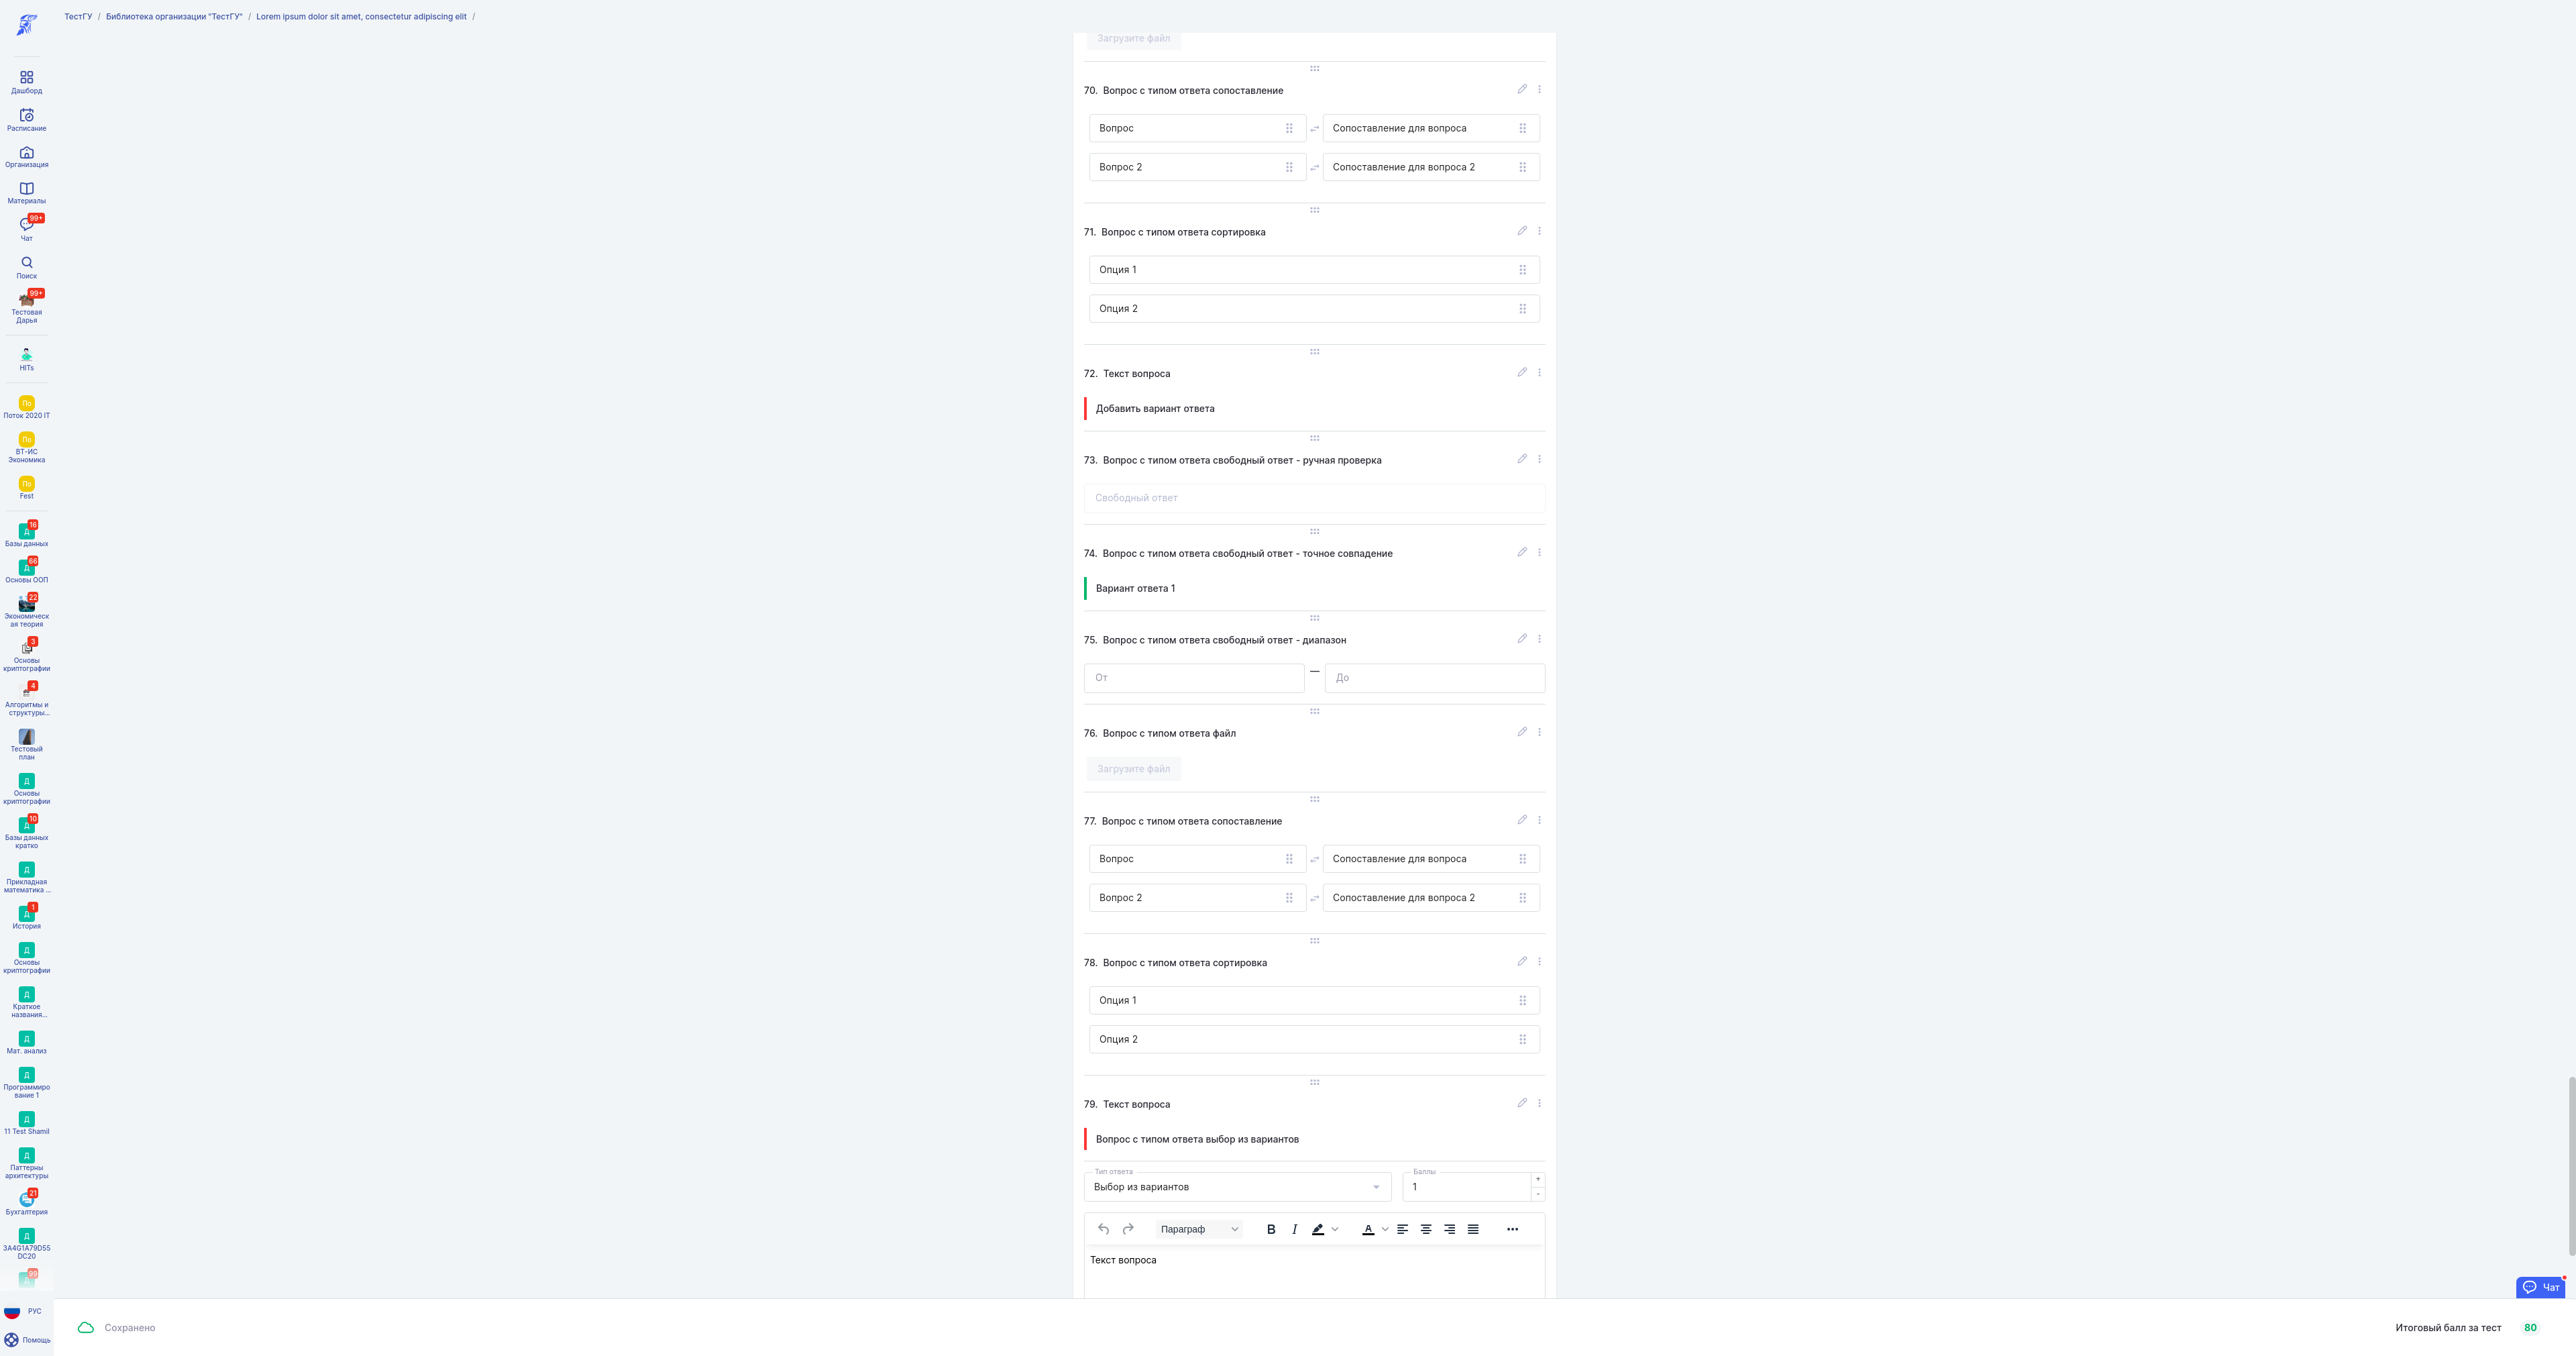 ТестГУ / Библиотека организации "ТестГУ" / Lorem ipsum dolor sit amet, consectetur adipiscing elit /
Дашборд
Расписание
Организация
Материалы
99+
Чат
Поиск
99+
Тестовая
Дарья
HITs
По
Поток 2020 IT
По
ВТ-ИС
Экономика
По
Fest
16
Д
Базы данных
66
Д
Основы ООП
22
Экономическ
ая теория
3
Основы
криптографии
4
Алгоритмы и
структуры...
Тестовый
план
Д
Основы
криптографии
10
Д
Базы данных
кратко
Д
Прикладная
математика ...
1
Д
История
Д
Основы
криптографии
Д
Краткое
названия...
Д
Мат. анализ
Д
Программиро
вание 1
Д
11 Test Shamil
Д
Паттерны
архитектуры
21
Бухгалтерия
Д
3A4G1A79D55
DC20
99
Д
РУС
Помощь
Загрузите файл
70. Вопрос с типом ответа сопоставление
Вопрос Сопоставление для вопроса
Вопрос 2 Сопоставление для вопроса 2
71. Вопрос с типом ответа сортировка
Опция 1
Опция 2
72. Текст вопроса
Добавить вариант ответа
73. Вопрос с типом ответа свободный ответ - ручная проверка
Свободный ответ
74. Вопрос с типом ответа свободный ответ - точное совпадение
Вариант ответа 1
75. Вопрос с типом ответа свободный ответ - диапазон
От — До
76. Вопрос с типом ответа файл
Загрузите файл
77. Вопрос с типом ответа сопоставление
Вопрос Сопоставление для вопроса
Вопрос 2 Сопоставление для вопроса 2
78. Вопрос с типом ответа сортировка
Опция 1
Опция 2
79. Текст вопроса
Вопрос с типом ответа выбор из вариантов
Тип ответа Баллы
Выбор из вариантов 1 + -
Параграф B I A
Текст вопроса
Чат
Сохранено
Итоговый балл за тест 80